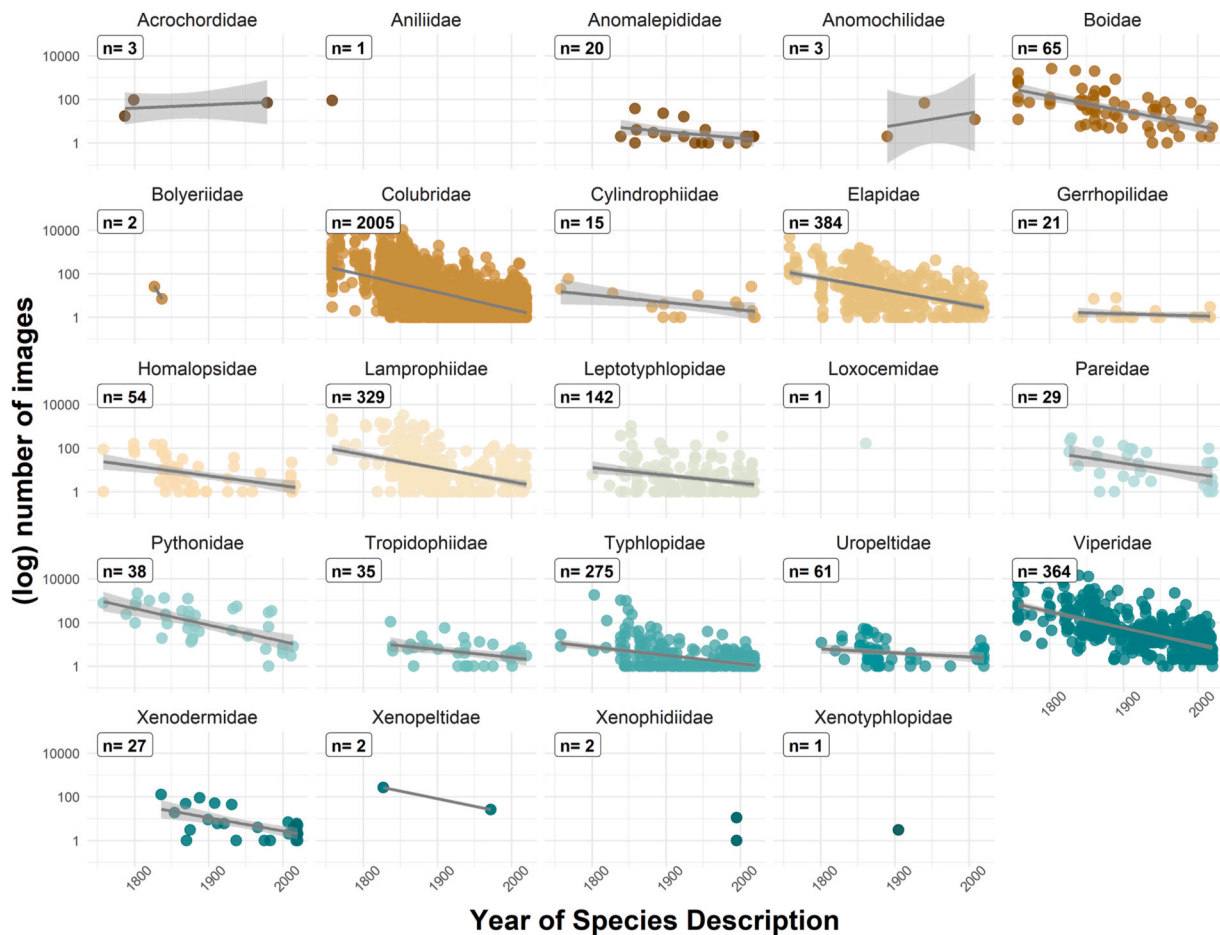 Acrochordidae Aniliidae Anomalepididae Anomochilidae Boidae
n= 3 n= 1 n= 20 n= 3 n= 65
10000
100
1
Bolyeriidae Colubridae Cylindrophiidae Elapidae Gerrhopilidae
n= 2 n= 2005 n= 15 n= 384 n= 21
10000
100
1
Homalopsidae Lamprophiidae Leptotyphlopidae Loxocemidae Pareidae
n= 54 n= 329 n= 142 n= 1 n= 29
10000
100
1
Pythonidae Tropidophiidae Typhlopidae Uropeltidae Viperidae
n= 38 n= 35 n= 275 n= 61 n= 364
10000
100
1
1800 1900 2000
Xenodermidae Xenopeltidae Xenophidiidae Xenotyphlopidae
n= 27 n= 2 n= 2 n= 1
10000
100
1
1800 1900 2000 1800 1900 2000 1800 1900 2000 1800 1900 2000
(log) number of images
Year of Species Description